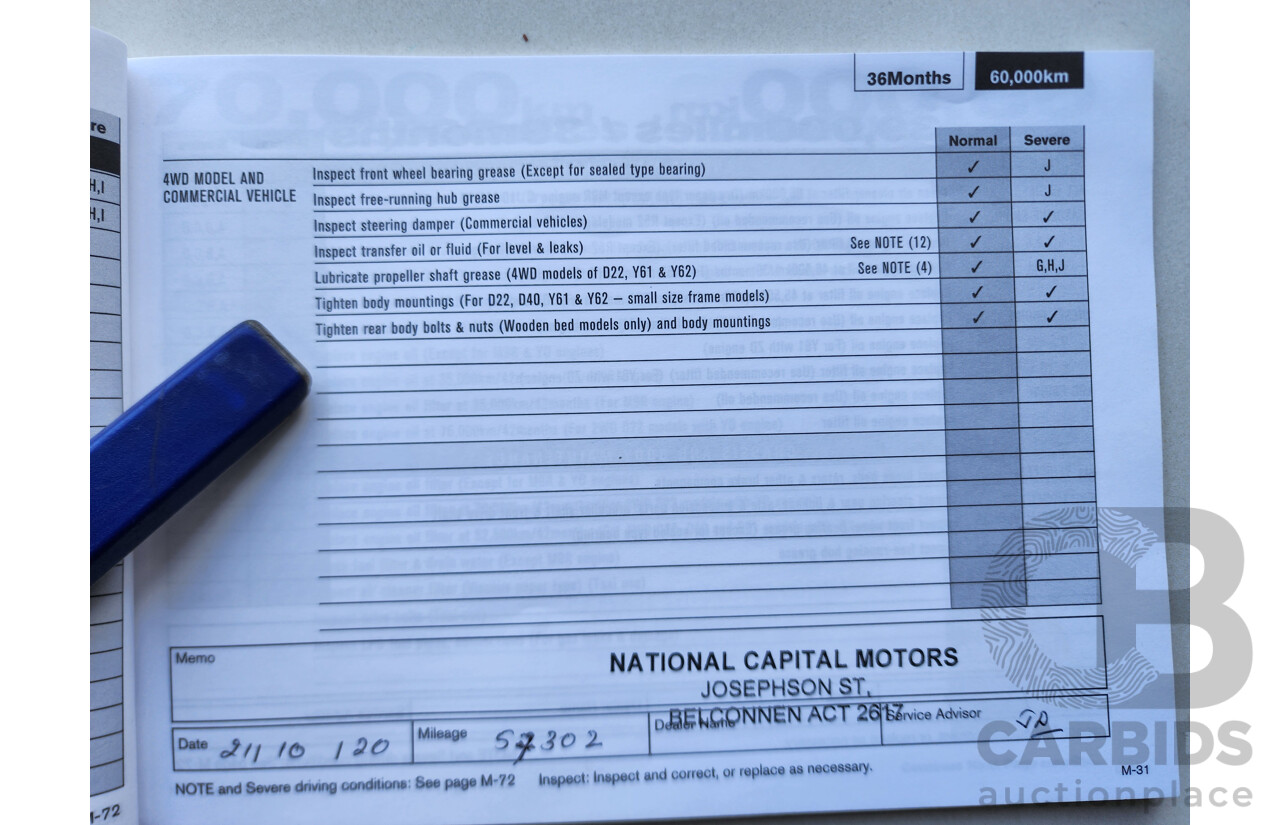 36Months 60,000km
re
Normal Severe
4WD MODEL AND
COMMERCIAL VEHICLE
Inspect front wheel bearing grease (Except for sealed type bearing) ✓ J
Inspect free-running hub grease ✓ J
Inspect steering damper (Commercial vehicles) ✓ ✓
Inspect transfer oil or fluid (For level & leaks) See NOTE (12) ✓ ✓
Lubricate propeller shaft grease (4WD models of D22, Y61 & Y62) See NOTE (4) ✓ G,H,J
Tighten body mountings (For D22, D40, Y61 & Y62 – small size frame models) ✓ ✓
Tighten rear body bolts & nuts (Wooden bed models only) and body mountings ✓ ✓
H,I
H,I
Memo
NATIONAL CAPITAL MOTORS
JOSEPHSON ST,
BELCONNEN ACT 2617
Date 21/10/20 Mileage 57302 Dealer Name Service Advisor
NOTE and Severe driving conditions: See page M-72 Inspect: Inspect and correct, or replace as necessary.
M-31
-72
CARBIDS
auctionplace